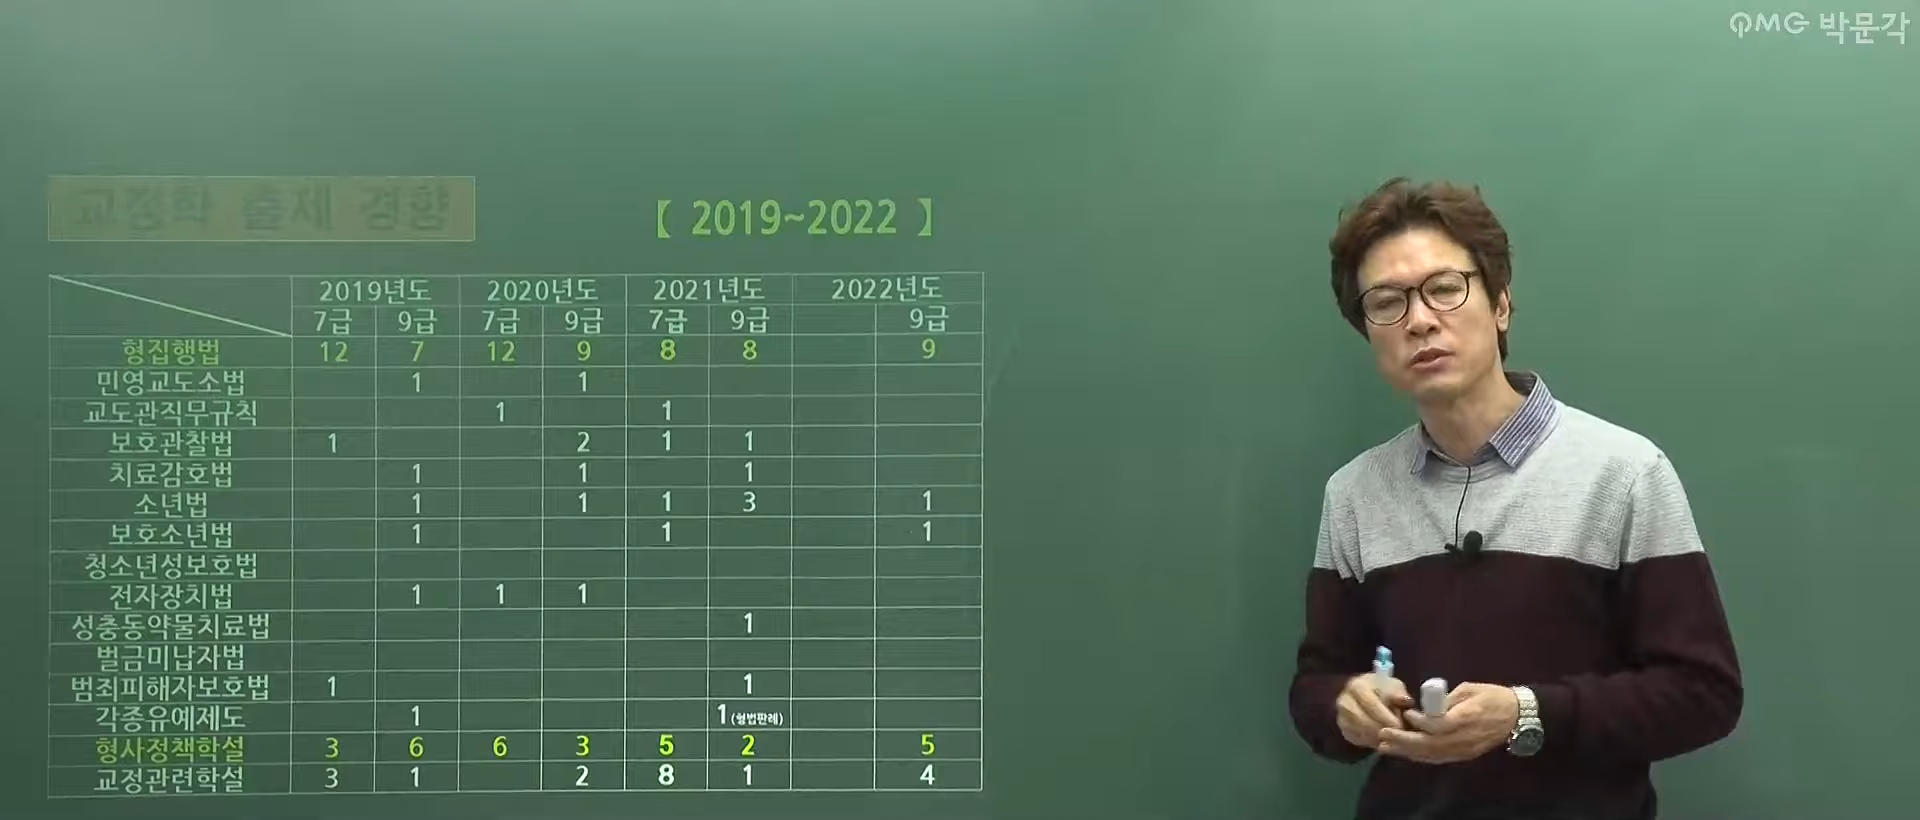 PMG 박문각
교정학 출제 경향
【 2019~2022 】
2019년도 2020년도 2021년도 2022년도
7급 9급 7급 9급 7급 9급 9급
형집행법 12 7 12 9 8 8 9
민영교도소법 1 1
교도관직무규칙 1 1
보호관찰법 1 2 1 1
치료감호법 1 1 1
소년법 1 1 1 3 1
보호소년법 1 1 1
청소년성보호법
전자장치법 1 1 1
성충동약물치료법 1
벌금미납자법
범죄피해자보호법 1 1
각종유예제도 1 1(형법판례)
형사정책학설 3 6 6 3 5 2 5
교정관련학설 3 1 2 8 1 4